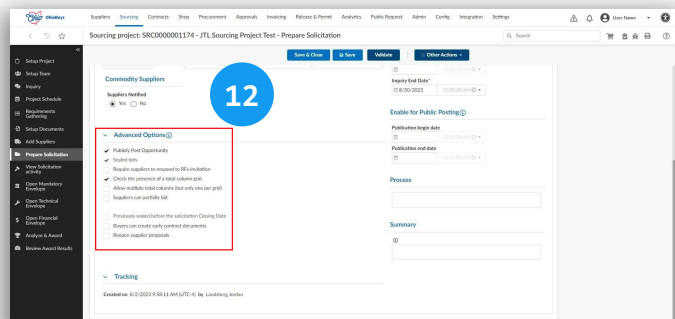 Ohio OhioBuys
Suppliers Sourcing Contracts Shop Procurement Approvals Invoicing Release & Permit Analytics Public Request Admin Config Integration Settings
User Name
Sourcing project: SRC0000001174 - JTL Sourcing Project Test - Prepare Solicitation
Search
Save & Close Save Validate Other Actions
Setup Project
Setup Team
Inquiry
Project Schedule
Requirements Gathering
Setup Documents
Add Suppliers
Prepare Solicitation
View Solicitation activity
Open Mandatory Envelope
Open Technical Envelope
Open Financial Envelope
Analyze & Award
Review Award Results
Commodity Suppliers
Suppliers Notified
Yes No
12
Advanced Options
Publicly Post Opportunity
Sealed bids
Require suppliers to respond to RFx invitation
Check the presence of a total column grid
Allow multiple total columns (but only one per grid)
Suppliers can partially bid
Previously sealed before the solicitation Closing Date
Buyers can create early contract documents
Reopen supplier proposals
Tracking
Created on 8/2/2023 9:58:11 AM (UTC-4) by Landsberg Jordan
Inquiry End Date*
8/30/2023
Enable for Public Posting
Publication begin date
Publication end date
Process
Summary